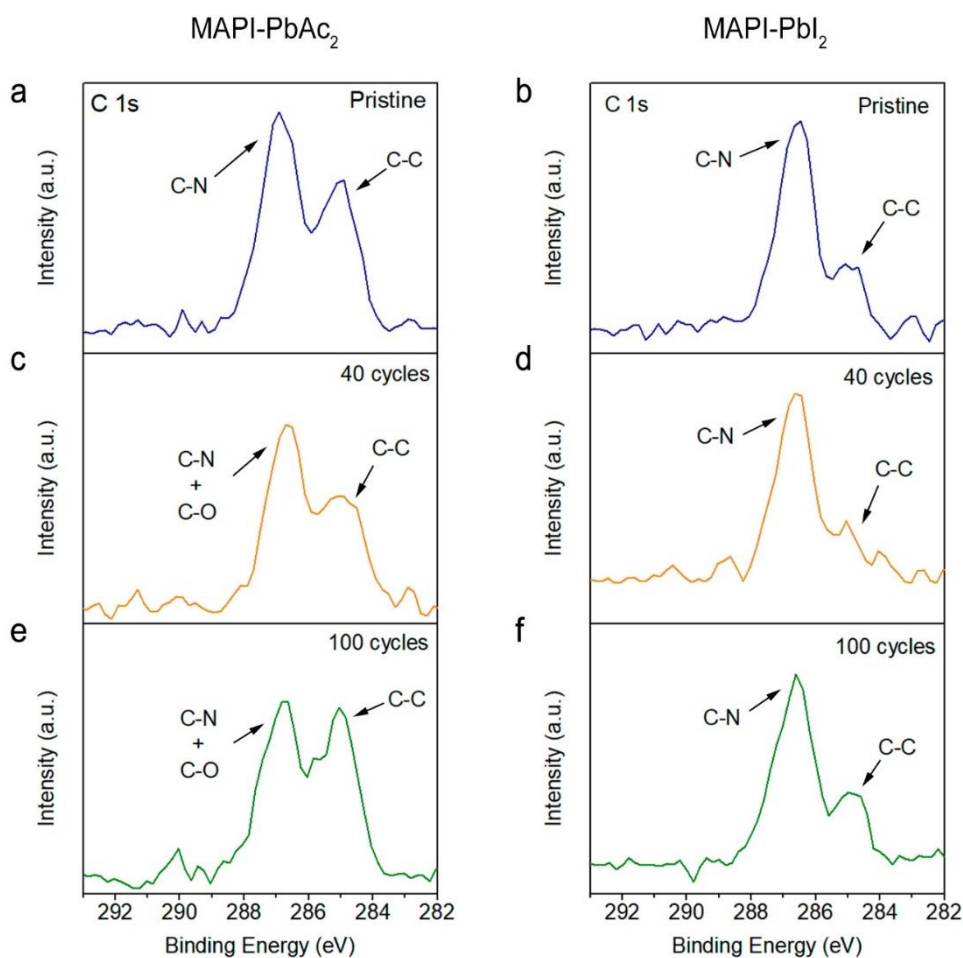 MAPI-PbAc₂
MAPI-PbI₂
a
C 1s
Pristine
C-N
C-C
Intensity (a.u.)
b
C 1s
Pristine
C-N
C-C
Intensity (a.u.)
c
40 cycles
C-N
+
C-O
C-C
Intensity (a.u.)
d
40 cycles
C-N
C-C
Intensity (a.u.)
e
100 cycles
C-N
+
C-O
C-C
Intensity (a.u.)
292 290 288 286 284 282
Binding Energy (eV)
f
100 cycles
C-N
C-C
Intensity (a.u.)
292 290 288 286 284 282
Binding Energy (eV)